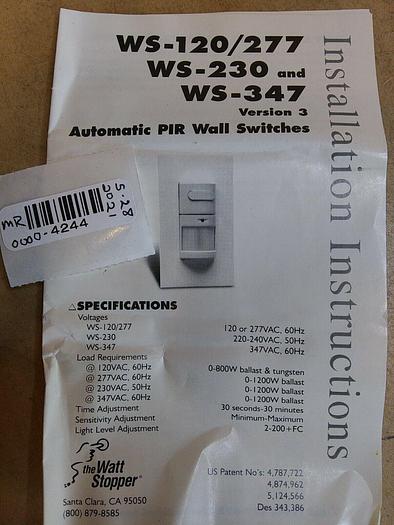 WS-120/277
WS-230 and
WS-347
Version 3
Automatic PIR Wall Switches
Installation Instructions
MR
0000-4244
5-28
2021
△SPECIFICATIONS
Voltages
WS-120/277 120 or 277VAC, 60Hz
WS-230 220-240VAC, 50Hz
WS-347 347VAC, 60Hz
Load Requirements
@ 120VAC, 60Hz 0-800W ballast & tungsten
@ 277VAC, 60Hz 0-1200W ballast
@ 230VAC, 50Hz 0-1200W ballast
@ 347VAC, 60Hz 0-1200W ballast
Time Adjustment 30 seconds-30 minutes
Sensitivity Adjustment Minimum-Maximum
Light Level Adjustment 2-200+FC
the Watt
Stopper®
Santa Clara, CA 95050
(800) 879-8585
US Patent No's: 4,787,722
4,874,962
5,124,566
Des 343,386